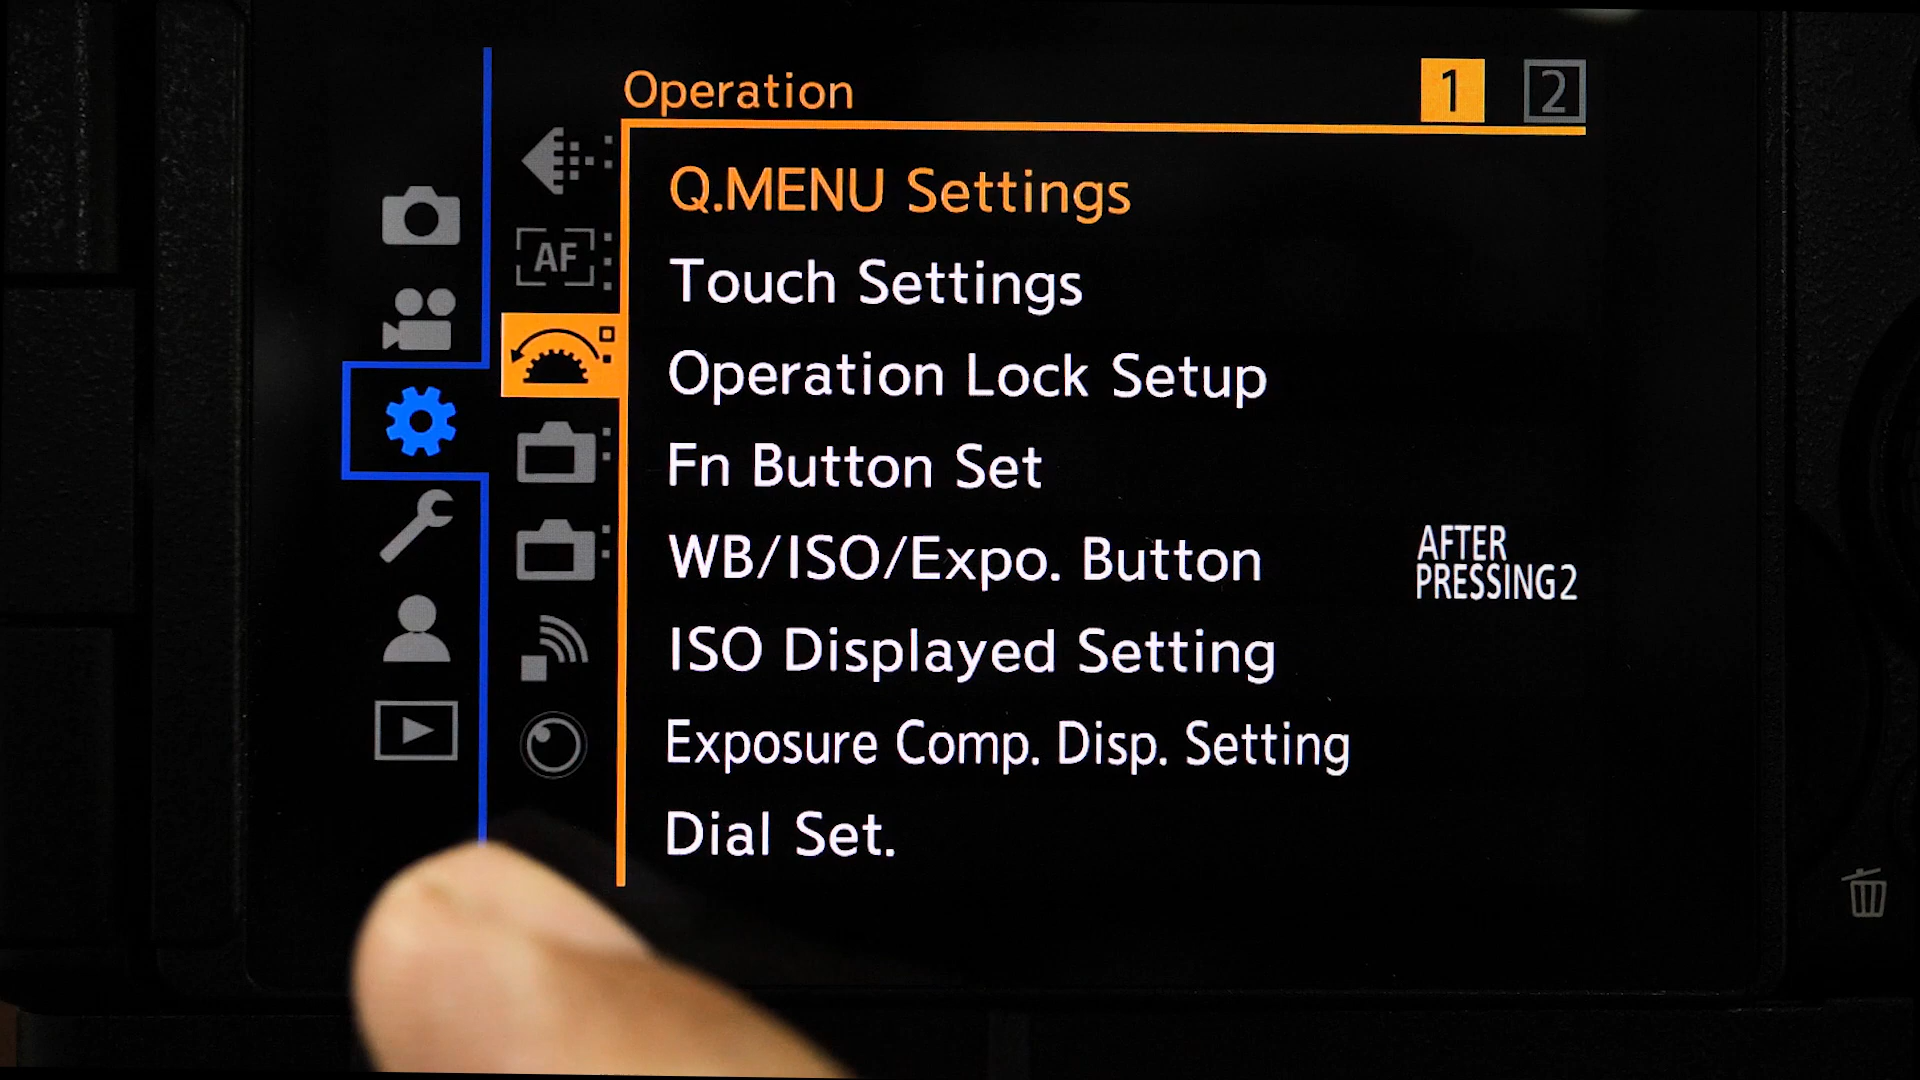 Operation
1
2
AF
Q.MENU Settings
Touch Settings
Operation Lock Setup
Fn Button Set
WB/ISO/Expo. Button
AFTER
PRESSING2
ISO Displayed Setting
Exposure Comp. Disp. Setting
Dial Set.